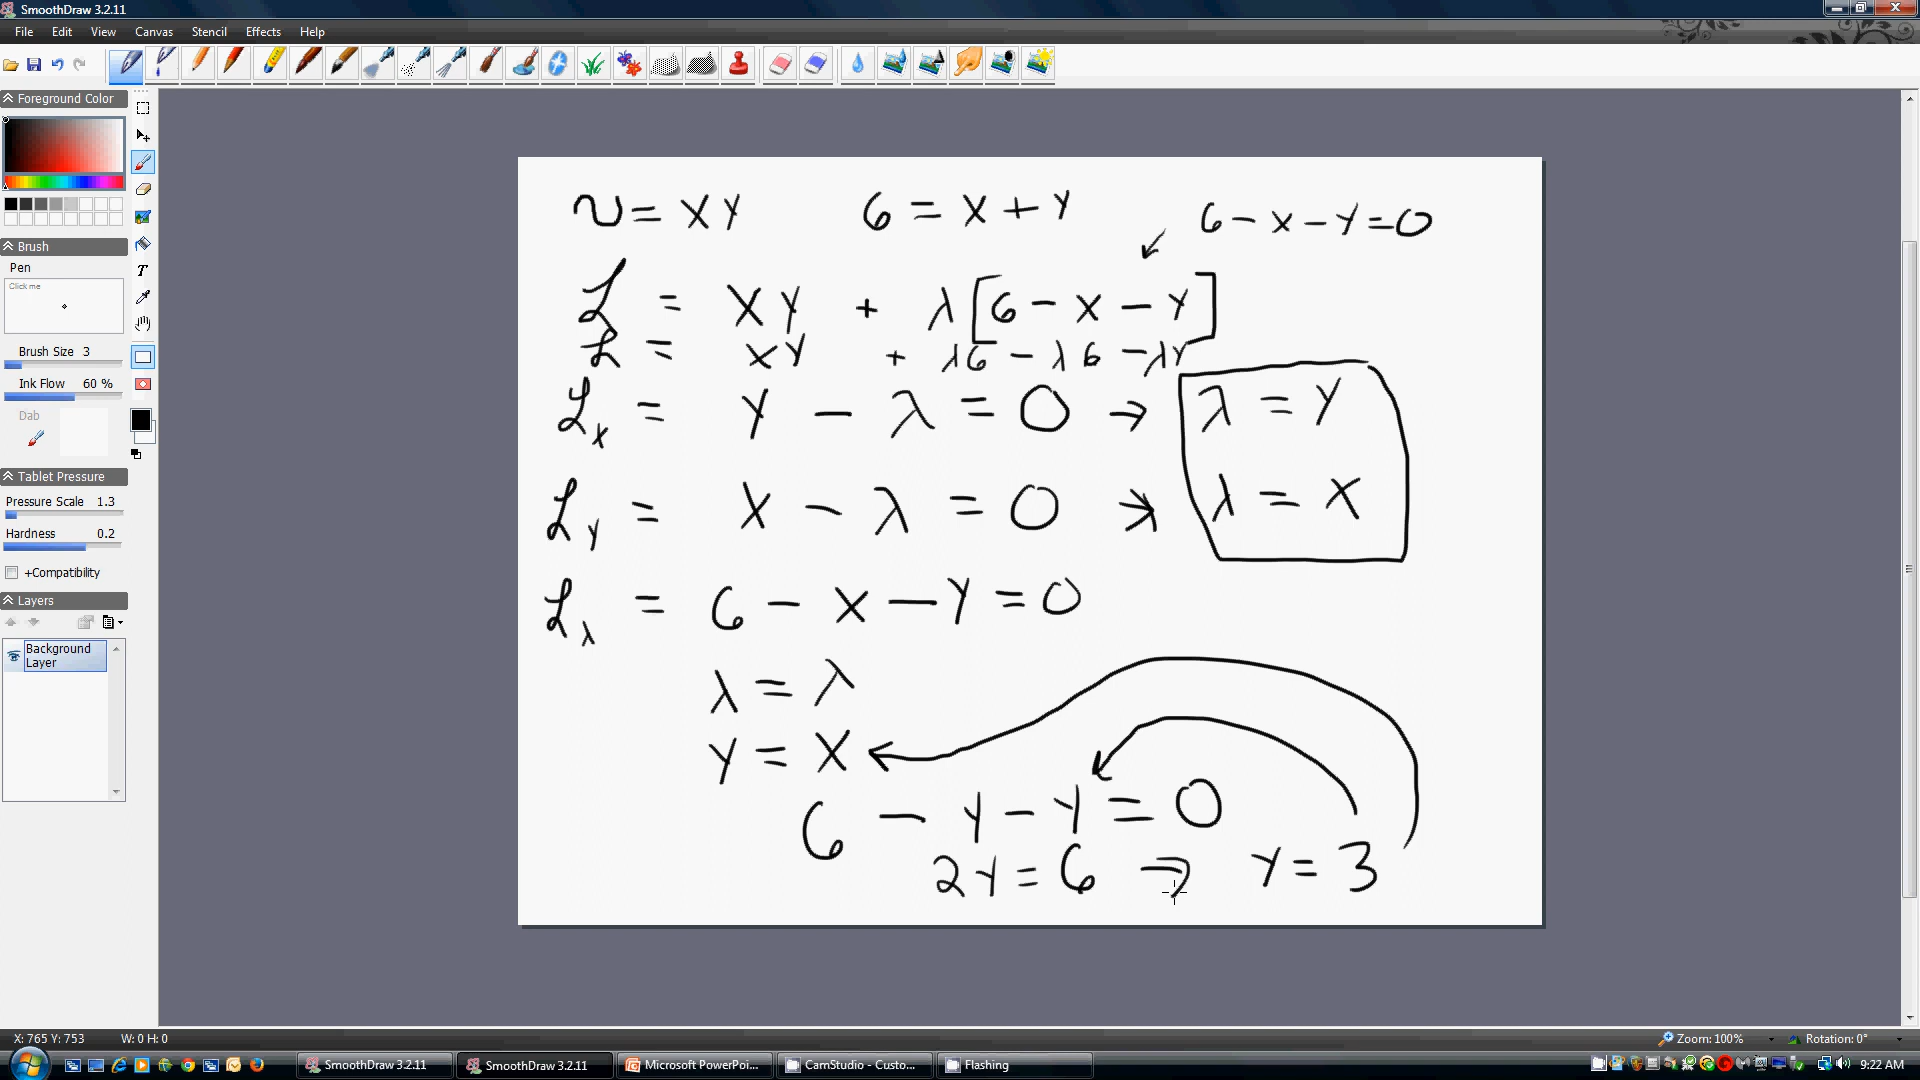 SmoothDraw 3.2.11
File Edit View Canvas Stencil Effects Help
Foreground Color
Brush
Pen
Click me
Brush Size 3
Ink Flow 60 %
Dab
Tablet Pressure
Pressure Scale 1.3
Hardness 0.2
+Compatibility
Layers
Background
Layer
U = XY 6 = X + Y 6 - X - Y = 0
ℒ = XY + λ[6 - X - Y]
ℒ = XY + λ6 - λ6 - λY
ℒx = Y - λ = 0 → λ = Y
ℒY = X - λ = 0 → λ = X
ℒλ = 6 - X - Y = 0
λ = λ
Y = X
6 - Y - Y = 0
2Y = 6 → Y = 3
X: 765 Y: 753 W: 0 H: 0 Zoom: 100% Rotation: 0°
SmoothDraw 3.2.11 SmoothDraw 3.2.11 Microsoft PowerPoi... CamStudio - Custo... Flashing 9:22 AM